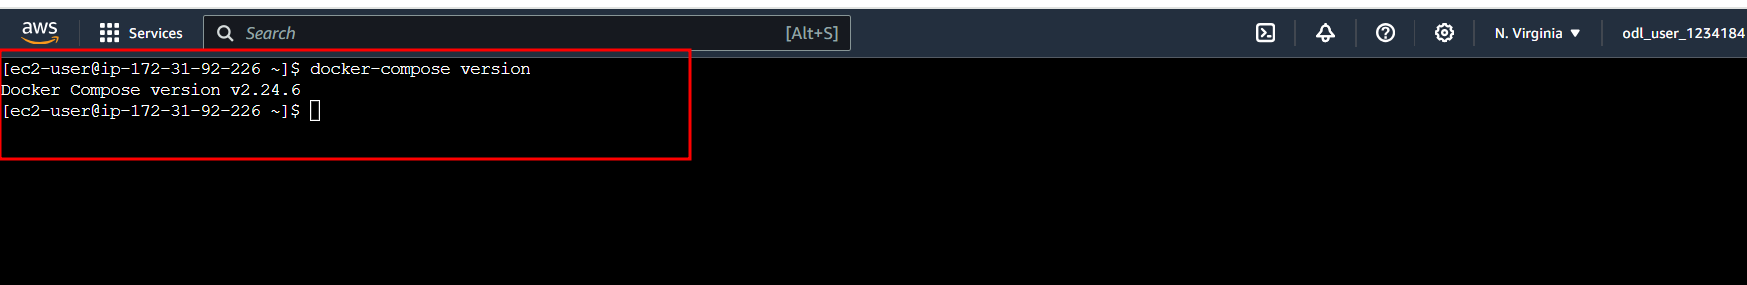 aws
Services
Search
[Alt+S]
N. Virginia
odl_user_1234184
[ec2-user@ip-172-31-92-226 ~]$ docker-compose version
Docker Compose version v2.24.6
[ec2-user@ip-172-31-92-226 ~]$